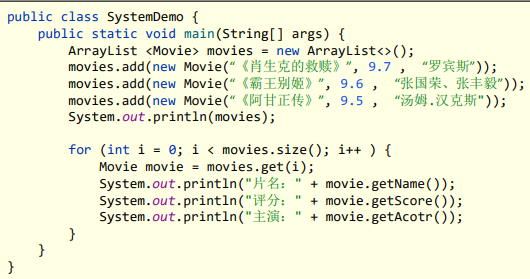 public class SystemDemo {
public static void main(String[] args) {
ArrayList <Movie> movies = new ArrayList<>();
movies.add(new Movie(“《肖生克的救赎》", 9.7 , “罗宾斯”));
movies.add(new Movie(“《霸王别姬》", 9.6 , “张国荣、张丰毅”));
movies.add(new Movie(“《阿甘正传》", 9.5 , “汤姆.汉克斯"));
System.out.println(movies);
for (int i = 0; i < movies.size(); i++ ) {
Movie movie = movies.get(i);
System.out.println("片名：" + movie.getName());
System.out.println("评分：" + movie.getScore());
System.out.println("主演：" + movie.getAcotr());
}
}
}